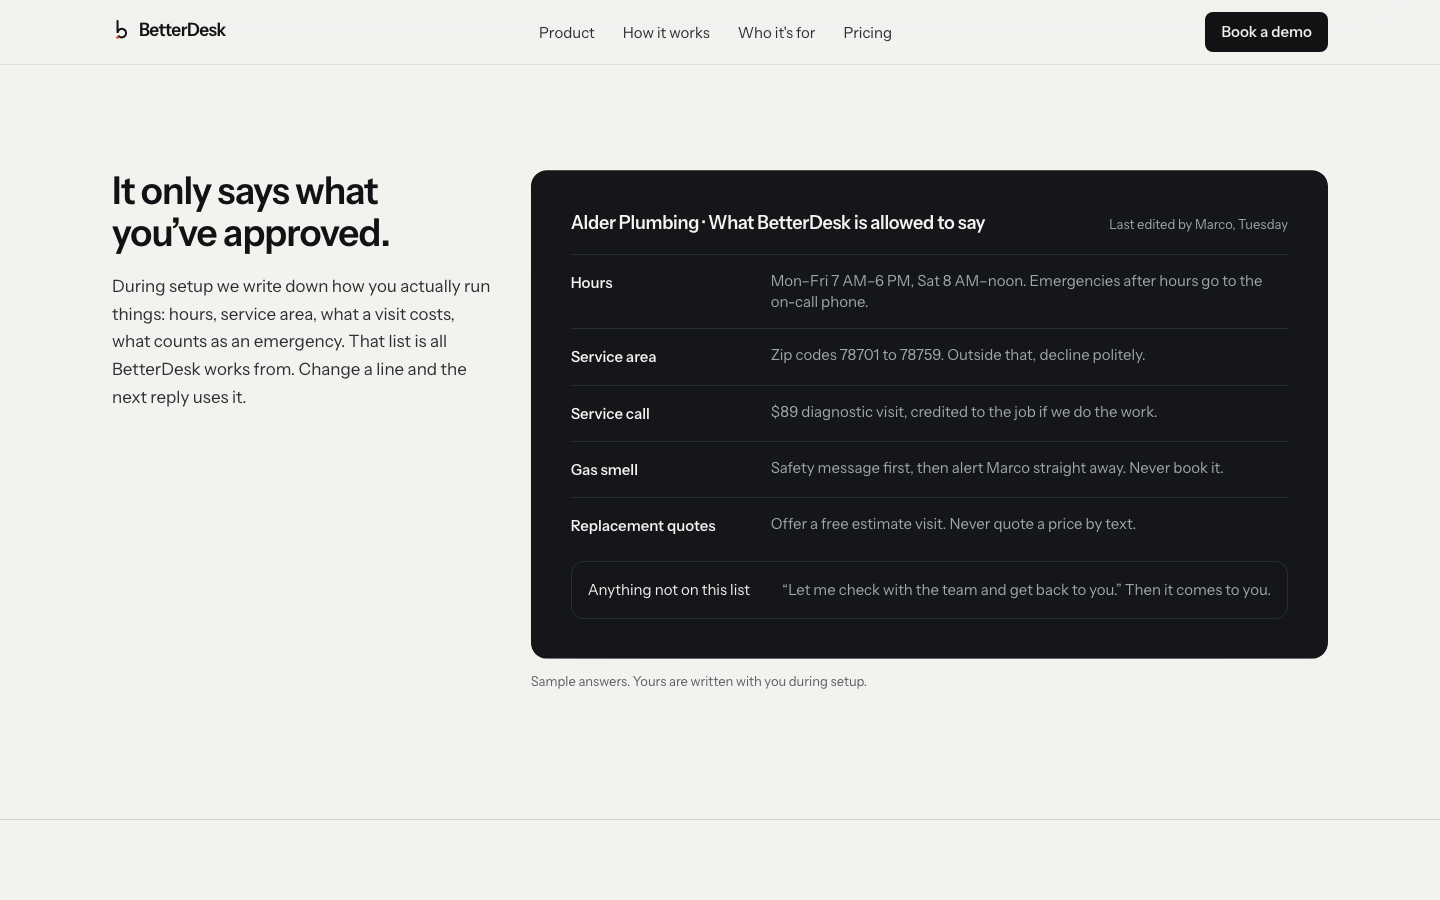 BetterDesk
Product
How it works
Who it's for
Pricing
Book a demo
It only says what
you’ve approved.
During setup we write down how you actually run
things: hours, service area, what a visit costs,
what counts as an emergency. That list is all
BetterDesk works from. Change a line and the
next reply uses it.
Alder Plumbing · What BetterDesk is allowed to say
Last edited by Marco, Tuesday
Hours
Mon–Fri 7 AM–6 PM, Sat 8 AM–noon. Emergencies after hours go to the
on-call phone.
Service area
Zip codes 78701 to 78759. Outside that, decline politely.
Service call
$89 diagnostic visit, credited to the job if we do the work.
Gas smell
Safety message first, then alert Marco straight away. Never book it.
Replacement quotes
Offer a free estimate visit. Never quote a price by text.
Anything not on this list
“Let me check with the team and get back to you.” Then it comes to you.
Sample answers. Yours are written with you during setup.